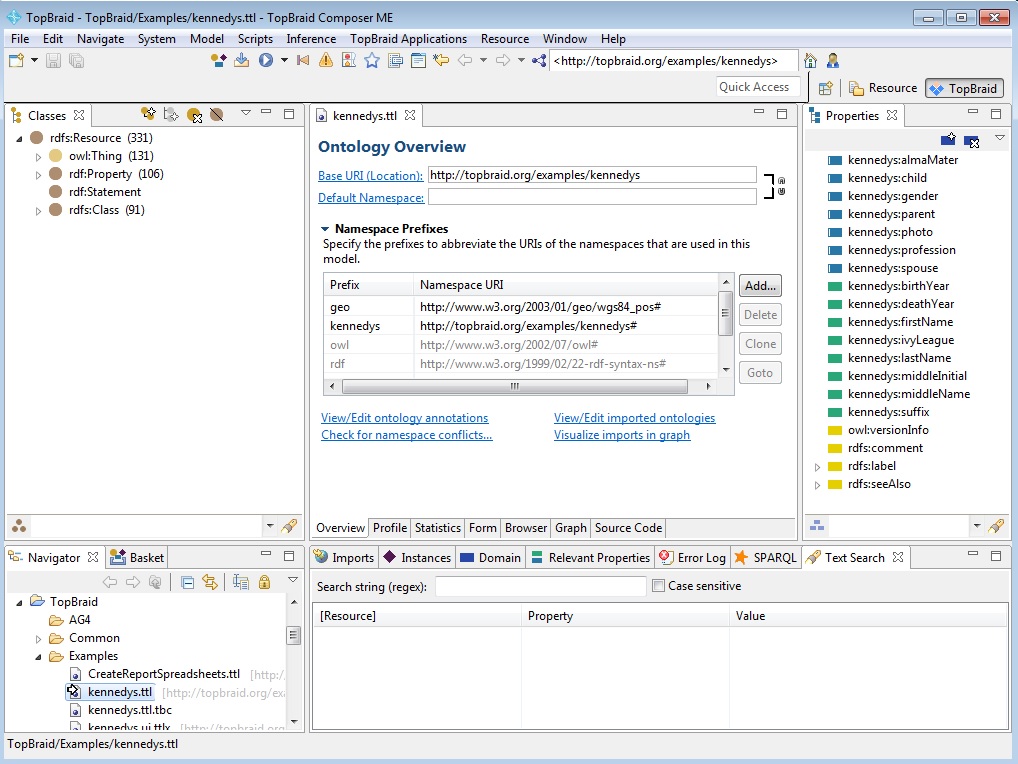 TopBraid - TopBraid/Examples/kennedys.ttl - TopBraid Composer ME
File Edit Navigate System Model Scripts Inference TopBraid Applications Resource Window Help
<http://topbraid.org/examples/kennedys>
Quick Access
Resource
TopBraid
Classes
rdfs:Resource (331)
owl:Thing (131)
rdf:Property (106)
rdf:Statement
rdfs:Class (91)
kennedys.ttl
Ontology Overview
Base URI (Location): http://topbraid.org/examples/kennedys
Default Namespace:
Namespace Prefixes
Specify the prefixes to abbreviate the URIs of the namespaces that are used in this
model.
Prefix Namespace URI
geo http://www.w3.org/2003/01/geo/wgs84_pos#
kennedys http://topbraid.org/examples/kennedys#
owl http://www.w3.org/2002/07/owl#
rdf http://www.w3.org/1999/02/22-rdf-syntax-ns#
Add...
Delete
Clone
Goto
View/Edit ontology annotations View/Edit imported ontologies
Check for namespace conflicts... Visualize imports in graph
Overview Profile Statistics Form Browser Graph Source Code
Properties
kennedys:almaMater
kennedys:child
kennedys:gender
kennedys:parent
kennedys:photo
kennedys:profession
kennedys:spouse
kennedys:birthYear
kennedys:deathYear
kennedys:firstName
kennedys:ivyLeague
kennedys:lastName
kennedys:middleInitial
kennedys:middleName
kennedys:suffix
owl:versionInfo
rdfs:comment
rdfs:label
rdfs:seeAlso
Navigator Basket
TopBraid
AG4
Common
Examples
CreateReportSpreadsheets.ttl [http:/
kennedys.ttl [http://topbraid.org/exa
kennedys.ttl.tbc
kennedys.ui.ttlx [http://topbraid.org
Imports Instances Domain Relevant Properties Error Log SPARQL Text Search
Search string (regex): Case sensitive
[Resource] Property Value
TopBraid/Examples/kennedys.ttl